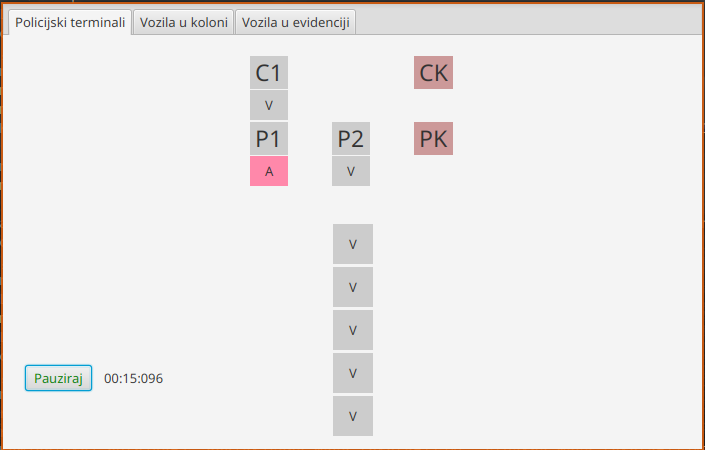 Policijski terminali Vozila u koloni Vozila u evidenciji
C1 CK
V
P1 P2 PK
A V
V
V
V
V
V
Pauziraj 00:15:096